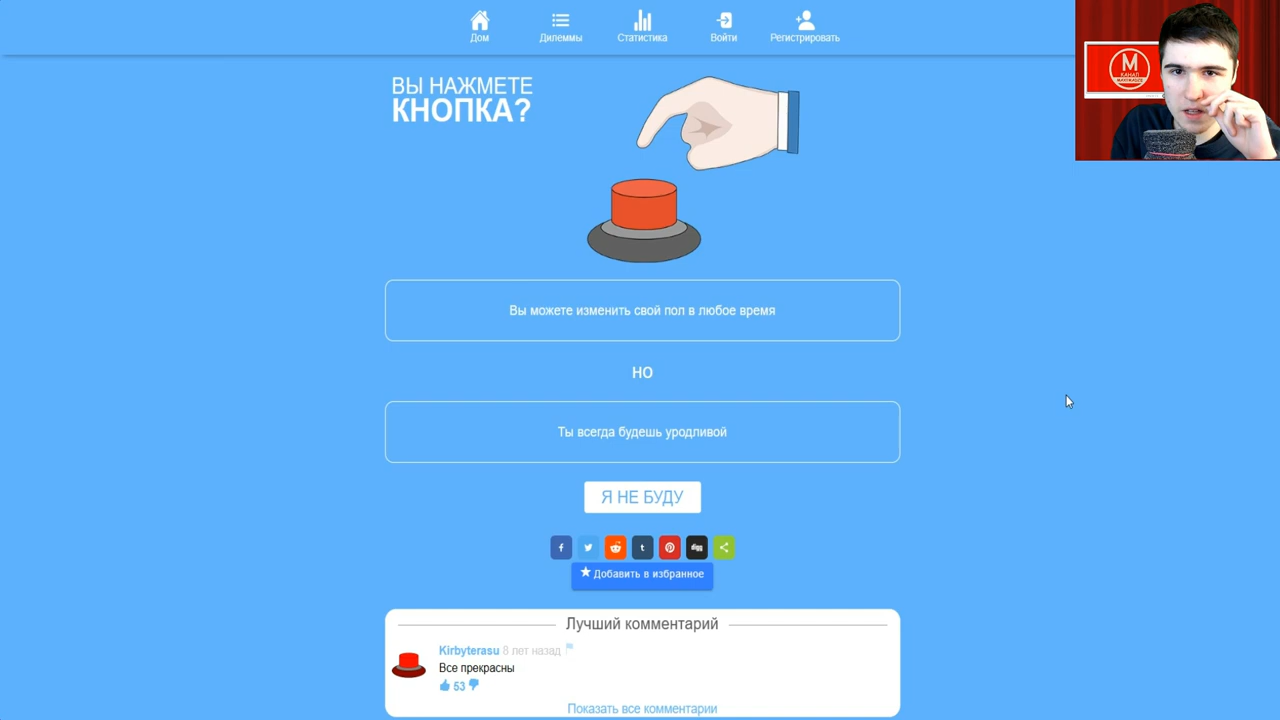 Дом
Дилеммы
Статистика
Войти
Регистрировать
М
КАНАЛ
ВЫ НАЖМЕТЕ
КНОПКА?
Вы можете изменить свой пол в любое время
НО
Ты всегда будешь уродливой
Я НЕ БУДУ
Добавить в избранное
Лучший комментарий
Kirbyterasu 8 лет назад
Все прекрасны
53
Показать все комментарии